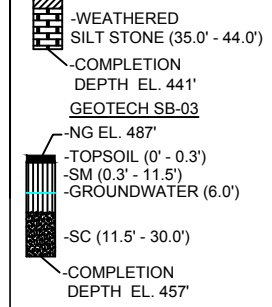 -WEATHERED
SILT STONE (35.0' - 44.0')
-COMPLETION
DEPTH EL. 441'
GEOTECH SB-03
-NG EL. 487'
-TOPSOIL (0' - 0.3')
-SM (0.3' - 11.5')
-GROUNDWATER (6.0')
-SC (11.5' - 30.0')
-COMPLETION
DEPTH EL. 457'